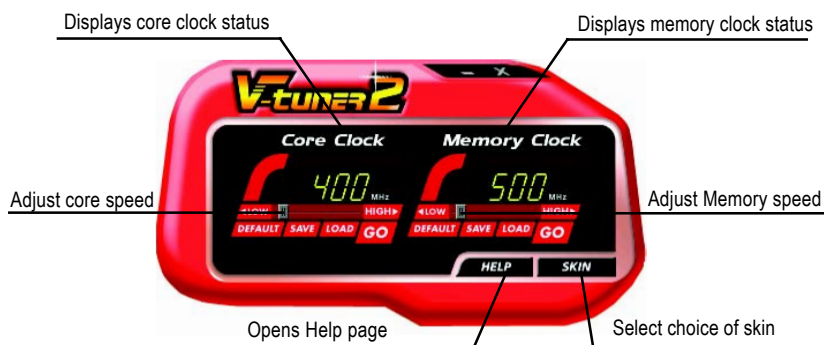 Displays core clock status
Displays memory clock status
V-tuner 2
Core Clock
Memory Clock
400 MHz
500 MHz
Adjust core speed
Adjust Memory speed
◄LOW HIGH►
◄LOW HIGH►
DEFAULT SAVE LOAD GO
DEFAULT SAVE LOAD GO
HELP SKIN
Opens Help page
Select choice of skin